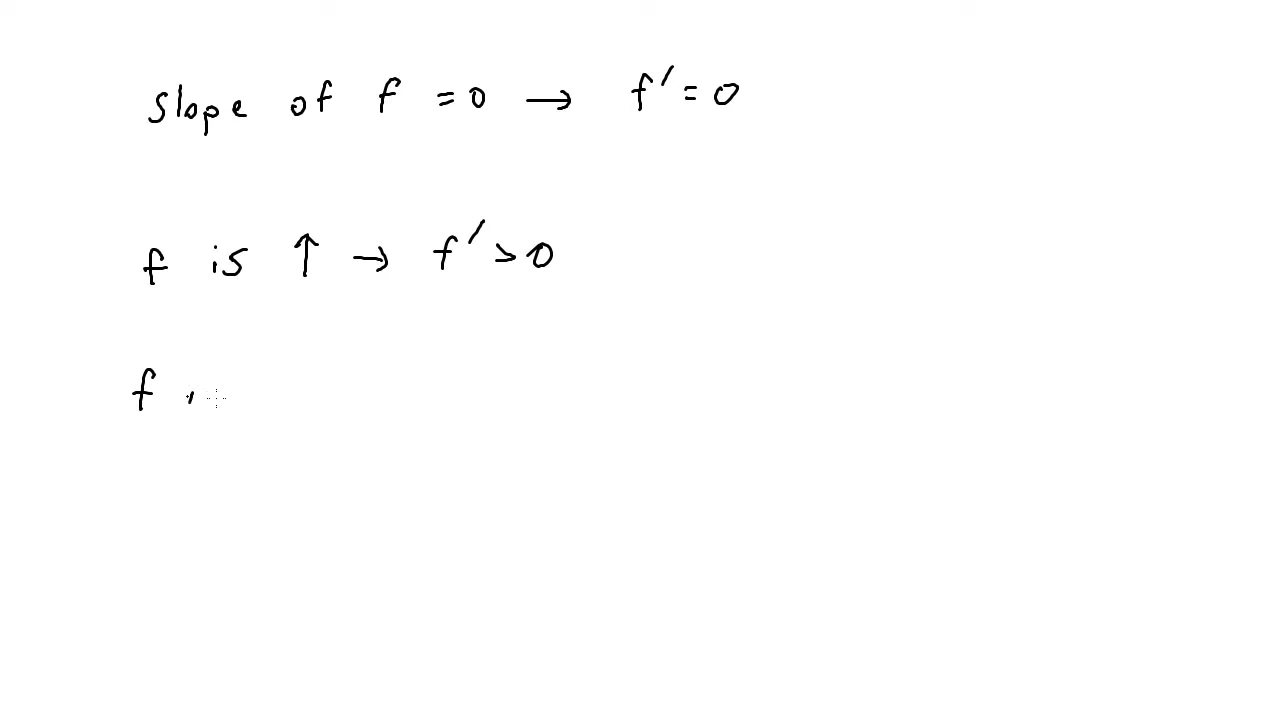 slope of f = 0 → f' = 0
f is ↑ → f' > 0
f